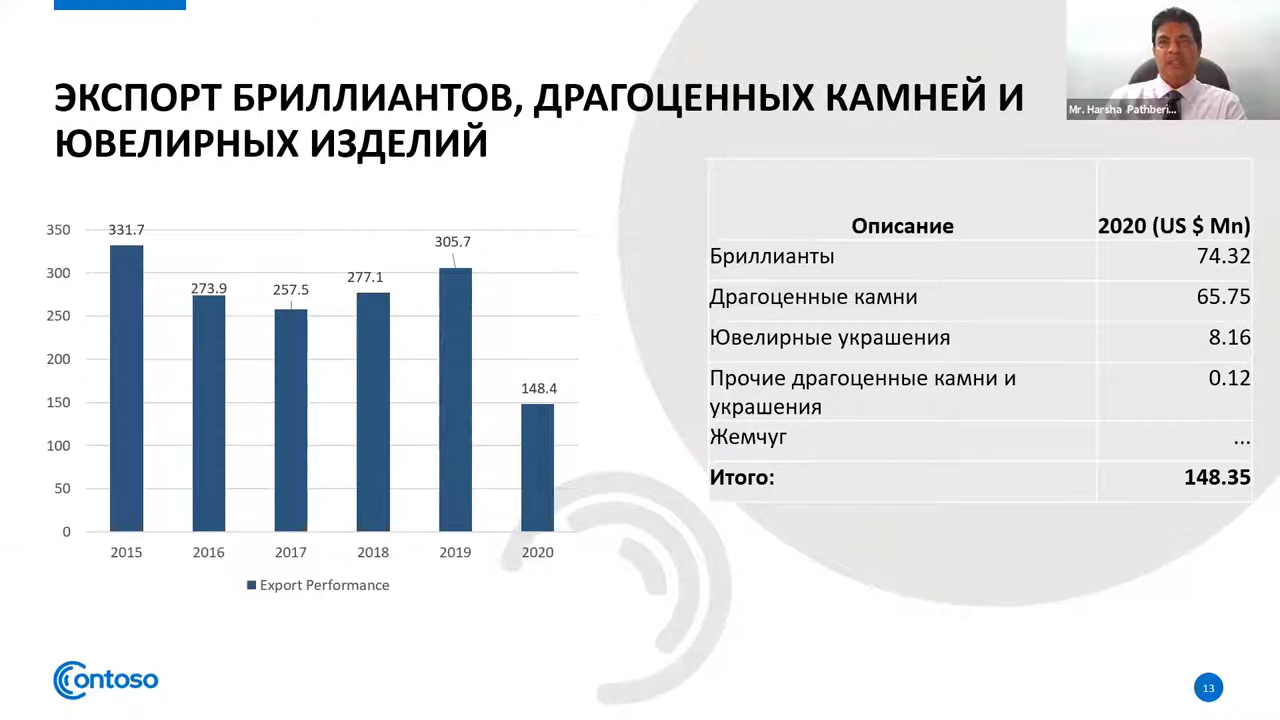 ЭКСПОРТ БРИЛЛИАНТОВ, ДРАГОЦЕННЫХ КАМНЕЙ И
ЮВЕЛИРНЫХ ИЗДЕЛИЙ
Mr. Harsha Pathberi...
350
300
250
200
150
100
50
0
331.7
273.9
257.5
277.1
305.7
148.4
2015 2016 2017 2018 2019 2020
Export Performance
Описание 2020 (US $ Mn)
Бриллианты 74.32
Драгоценные камни 65.75
Ювелирные украшения 8.16
Прочие драгоценные камни и 0.12
украшения
Жемчуг ...
Итого: 148.35
Contoso
13